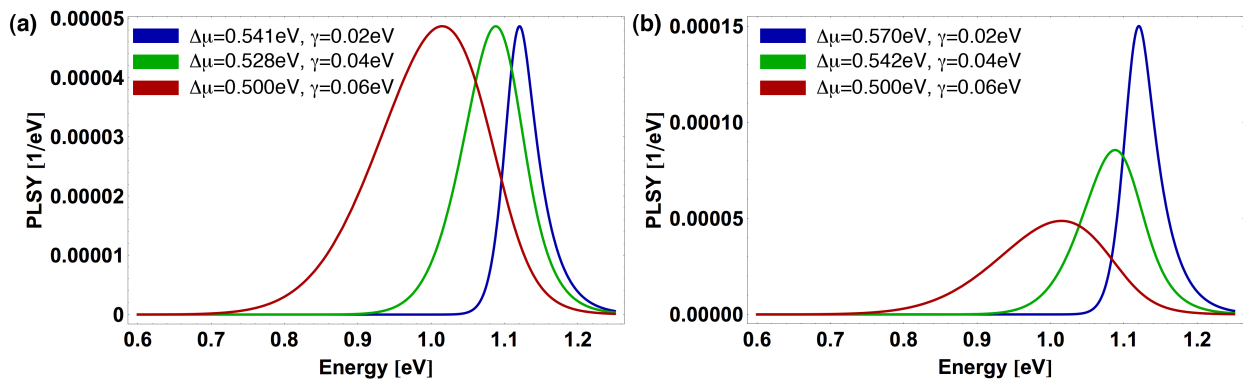 (a)
PLSY [1/eV]
0.00005
0.00004
0.00003
0.00002
0.00001
0
Δμ=0.541eV, γ=0.02eV
Δμ=0.528eV, γ=0.04eV
Δμ=0.500eV, γ=0.06eV
0.6 0.7 0.8 0.9 1.0 1.1 1.2
Energy [eV]
(b)
PLSY [1/eV]
0.00015
0.00010
0.00005
0.00000
Δμ=0.570eV, γ=0.02eV
Δμ=0.542eV, γ=0.04eV
Δμ=0.500eV, γ=0.06eV
0.6 0.7 0.8 0.9 1.0 1.1 1.2
Energy [eV]